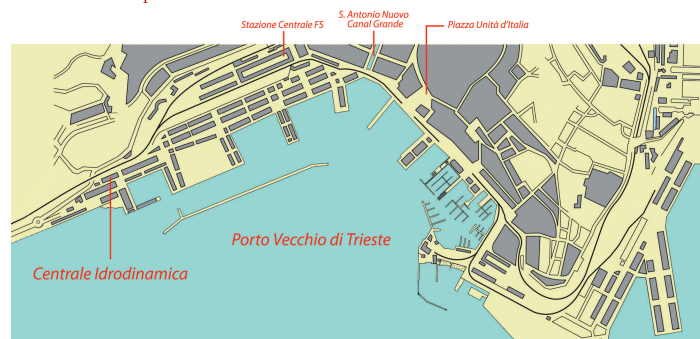 S. Antonio Nuovo
Canal Grande
Stazione Centrale FS
Piazza Unità d'Italia
Porto Vecchio di Trieste
Centrale Idrodinamica